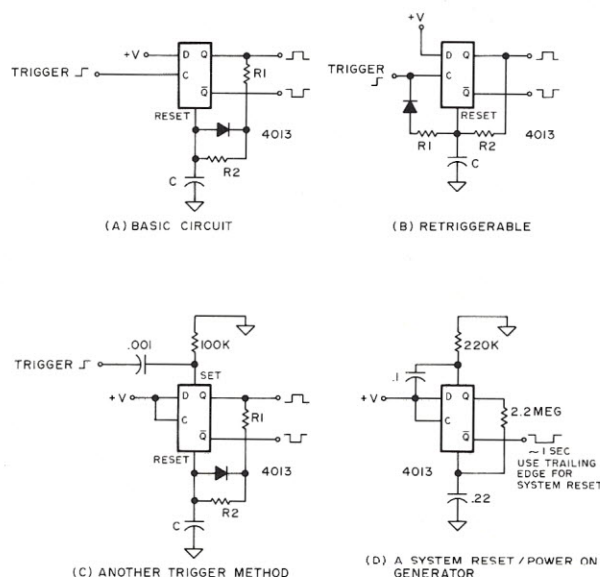 +V
D Q
TRIGGER
C Q̅
R1
RESET
4013
R2
C
(A) BASIC CIRCUIT
+V
D Q
TRIGGER
C Q̅
RESET
4013
R1 R2
C
(B) RETRIGGERABLE
100K
.001
TRIGGER
SET
+V
D Q
C
R1
Q̅
RESET
4013
R2
C
(C) ANOTHER TRIGGER METHOD
220K
.1
+V
D Q
C
2.2MEG
Q̅
~1 SEC
USE TRAILING
EDGE FOR
SYSTEM RESET
4013
.22
(D) A SYSTEM RESET/POWER ON
GENERATOR